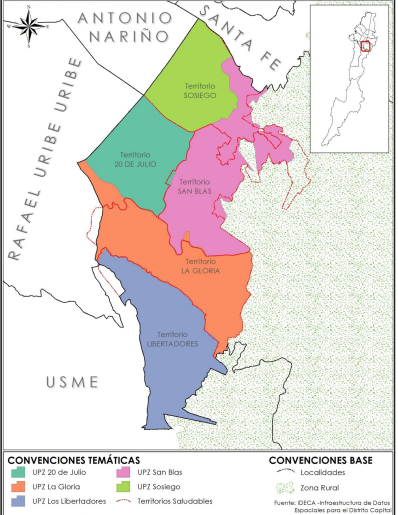 ANTONIO
NARIÑO
SANTA FE
RAFAEL URIBE URIBE
Territorio
SOSIEGO
Territorio
20 DE JULIO
Territorio
SAN BLAS
Territorio
LA GLORIA
Territorio
LIBERTADORES
USME
CONVENCIONES TEMÁTICAS
UPZ 20 de Julio
UPZ San Blas
UPZ La Gloria
UPZ Sosiego
UPZ Los Libertadores
Territorios Saludables
CONVENCIONES BASE
Localidades
Zona Rural
Fuente: IDECA -Infraestructura de Datos
Espaciales para el Distrito Capital